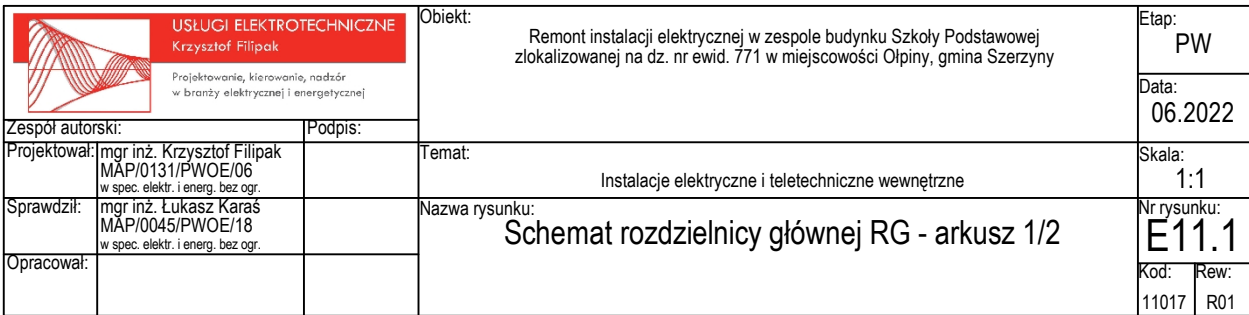 USŁUGI ELEKTROTECHNICZNE
Krzysztof Filipak
Projektowanie, kierowanie, nadzór
w branży elektrycznej i energetycznej
Obiekt:
Remont instalacji elektrycznej w zespole budynku Szkoły Podstawowej
zlokalizowanej na dz. nr ewid. 771 w miejscowości Ołpiny, gmina Szerzyny
Etap:
PW
Data:
06.2022
Zespół autorski:
Podpis:
Projektował:
mgr inż. Krzysztof Filipak
MAP/0131/PWOE/06
w spec. elektr. i energ. bez ogr.
Temat:
Instalacje elektryczne i teletechniczne wewnętrzne
Skala:
1:1
Sprawdził:
mgr inż. Łukasz Karaś
MAP/0045/PWOE/18
w spec. elektr. i energ. bez ogr.
Nazwa rysunku:
Schemat rozdzielnicy głównej RG - arkusz 1/2
Nr rysunku:
E11.1
Opracował:
Kod:
11017
Rew:
R01